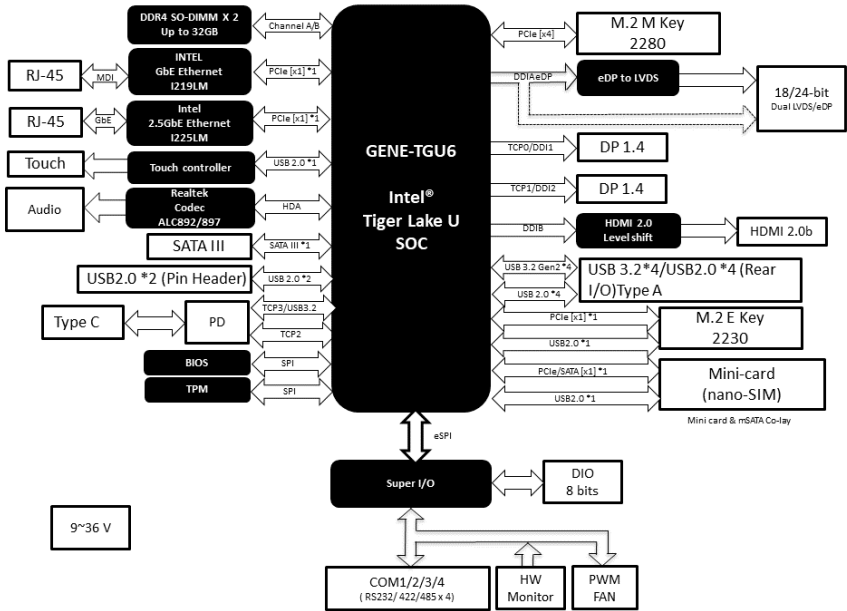 DDR4 SO-DIMM X 2
Up to 32GB
Channel A/B
RJ-45
MDI
INTEL
GbE Ethernet
I219LM
PCIe [x1] *1
RJ-45
GbE
Intel
2.5GbE Ethernet
I225LM
PCIe [x1] *1
Touch
Touch controller
USB 2.0 *1
Audio
Realtek
Codec
ALC892/897
HDA
SATA III
SATA III *1
USB2.0 *2 (Pin Header)
USB 2.0 *2
Type C
PD
TCP3/USB3.2
TCP2
BIOS
SPI
TPM
SPI
GENE-TGU6
Intel®
Tiger Lake U
SOC
PCIe [x4]
M.2 M Key
2280
DDIAeDP
eDP to LVDS
18/24-bit
Dual LVDS/eDP
TCP0/DDI1
DP 1.4
TCP1/DDI2
DP 1.4
DDIB
HDMI 2.0
Level shift
HDMI 2.0b
USB 3.2 Gen2 *4
USB 2.0 *4
USB 3.2*4/USB2.0 *4 (Rear
I/O)Type A
PCIe [x1] *1
USB2.0 *1
M.2 E Key
2230
PCIe/SATA [x1] *1
USB2.0 *1
Mini-card
(nano-SIM)
Mini card & mSATA Co-lay
eSPI
Super I/O
DIO
8 bits
9~36 V
COM1/2/3/4
( RS232/ 422/485 x 4)
HW
Monitor
PWM
FAN